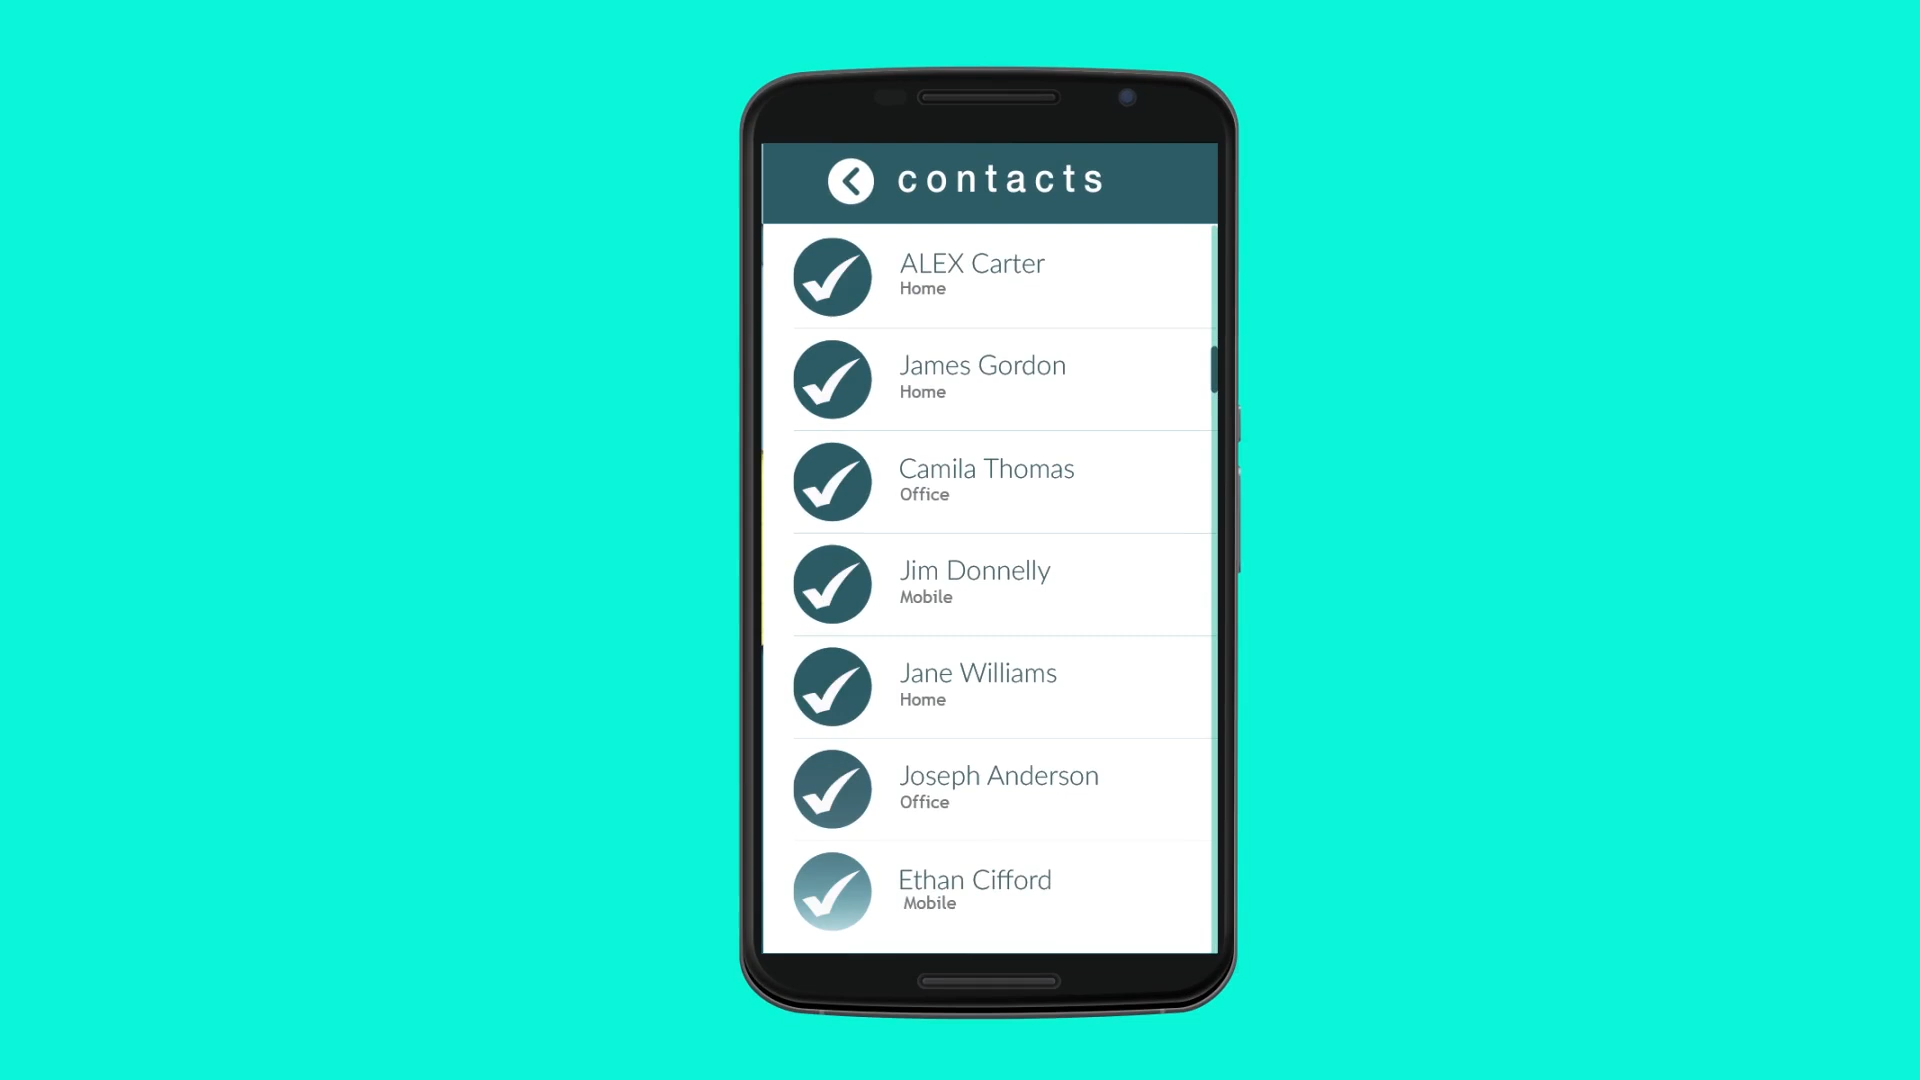 contacts
ALEX Carter
Home
James Gordon
Home
Camila Thomas
Office
Jim Donnelly
Mobile
Jane Williams
Home
Joseph Anderson
Office
Ethan Cifford
Mobile